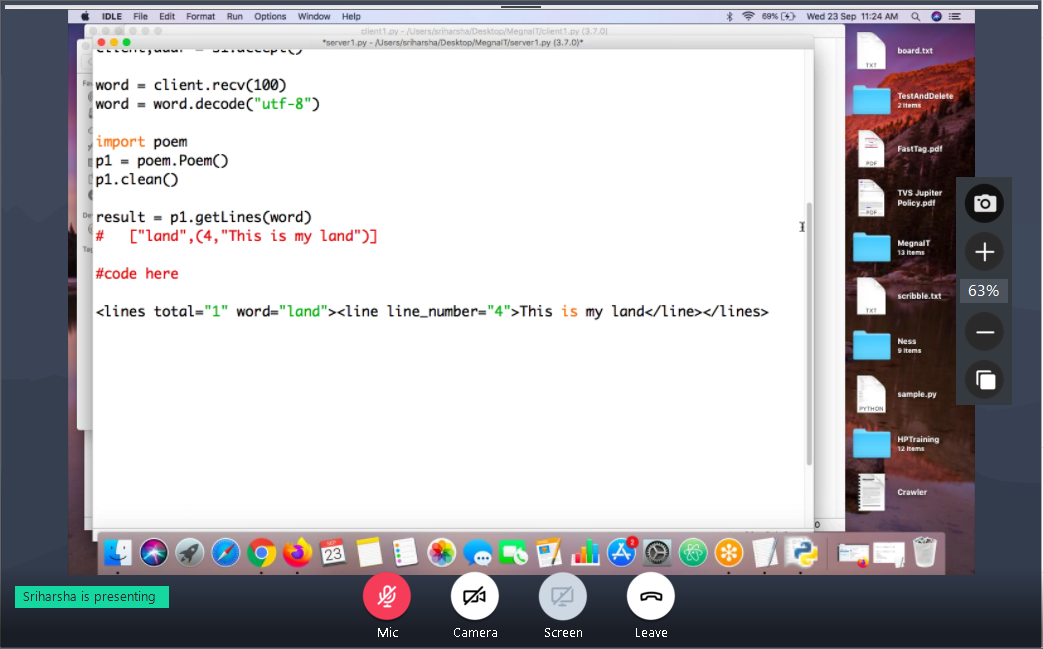 IDLE File Edit Format Run Options Window Help
69% Wed 23 Sep 11:24 AM
client1.py - /Users/sriharsha/Desktop/MegnaIT/client1.py (3.7.0)
*server1.py - /Users/sriharsha/Desktop/MegnaIT/server1.py (3.7.0)*
word = client.recv(100)
word = word.decode("utf-8")
import poem
p1 = poem.Poem()
p1.clean()
result = p1.getLines(word)
# ["land",(4,"This is my land")]
#code here
<lines total="1" word="land"><line line_number="4">This is my land</line></lines>
board.txt
TXT
TestAndDelete
2 items
FastTag.pdf
PDF
TVS Jupiter
Policy.pdf
PDF
MegnaIT
13 items
scribble.txt
TXT
Ness
9 items
sample.py
PYTHON
HPTraining
12 items
Crawler
63%
SEP
23
2
Sriharsha is presenting
Mic
Camera
Screen
Leave